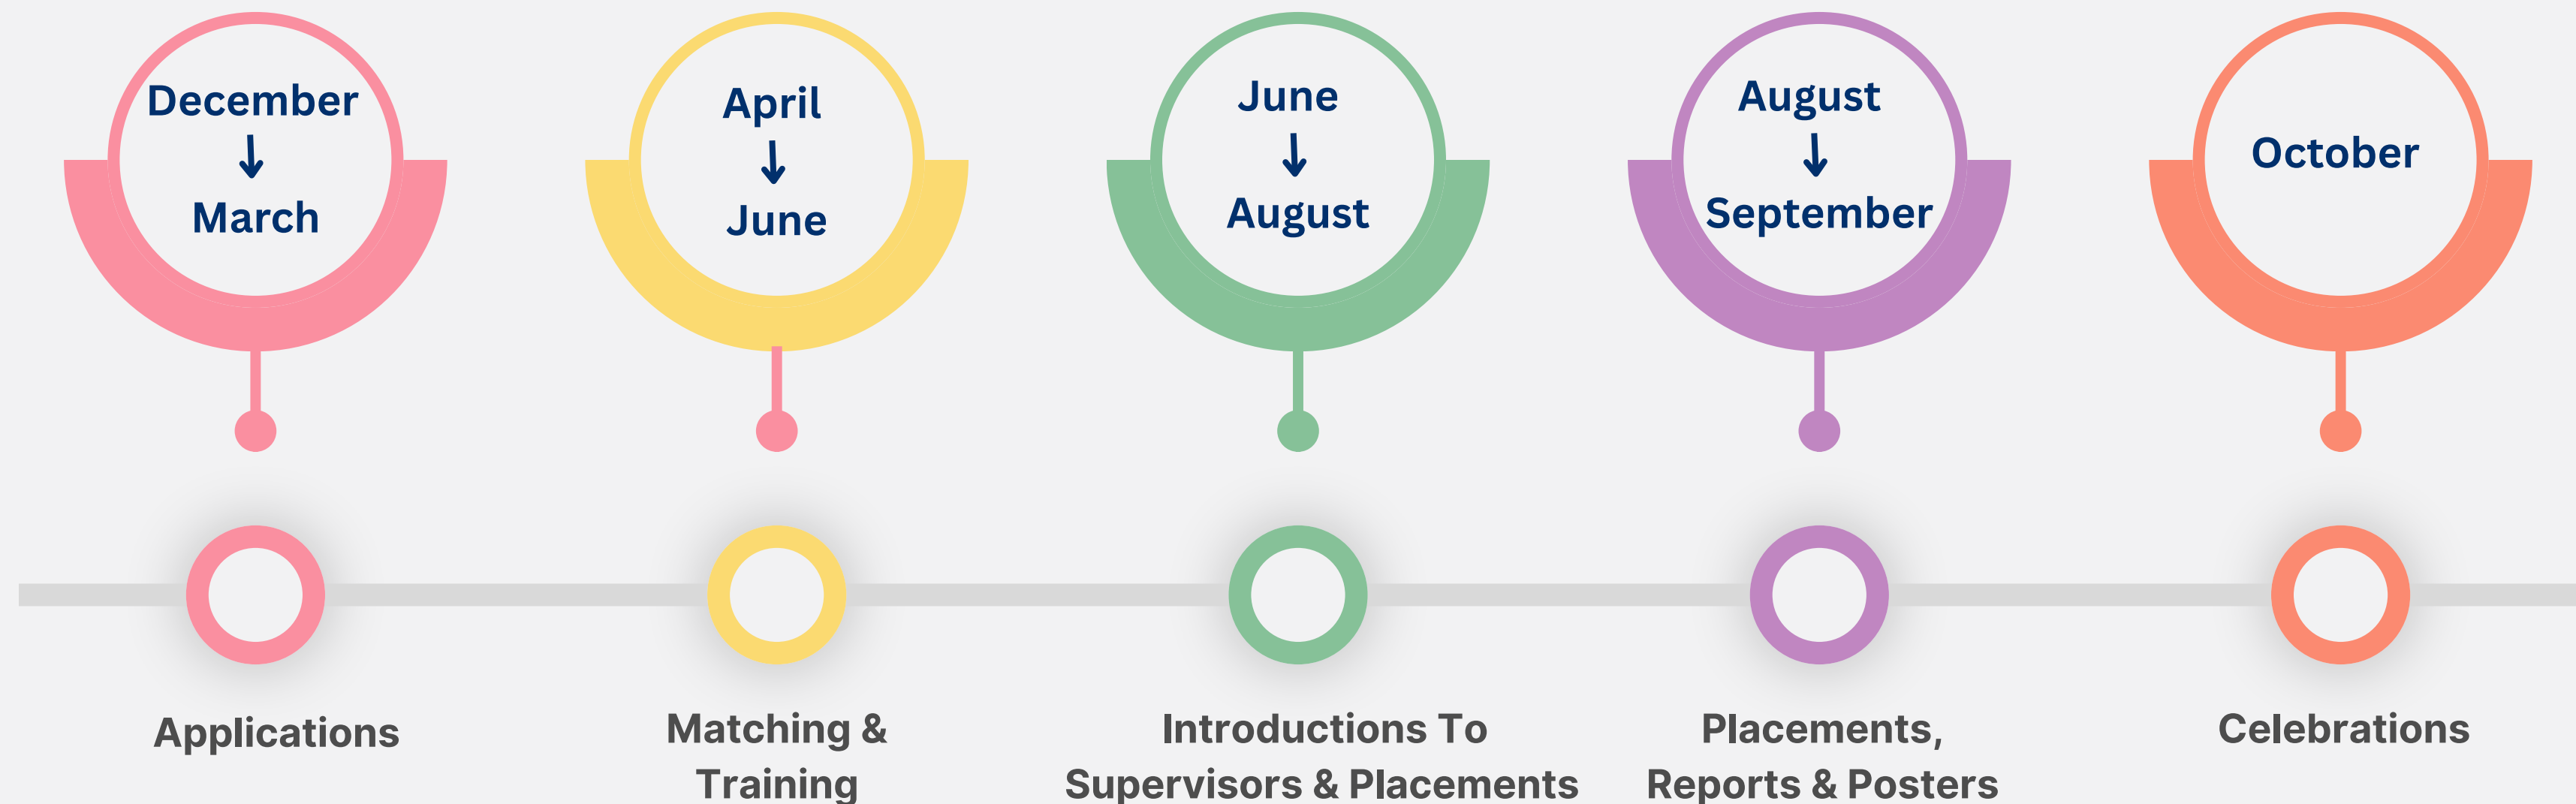 December
↓
March
April
↓
June
June
↓
August
August
↓
September
October
Applications
Matching &
Training
Introductions To
Supervisors & Placements
Placements,
Reports & Posters
Celebrations